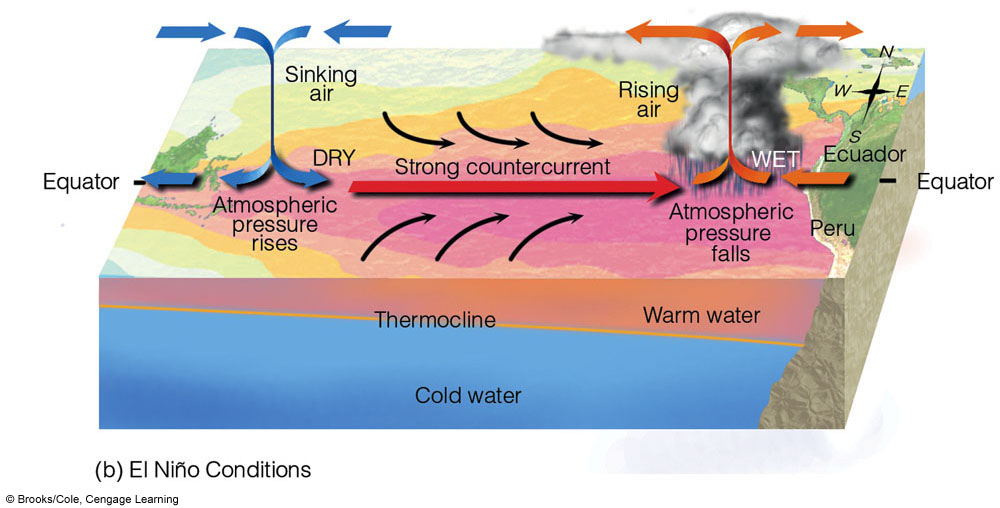 Sinking
air
Rising
air
N
W
E
S
DRY
Strong countercurrent
WET
Ecuador
Equator
Equator
Atmospheric
pressure
rises
Atmospheric
pressure
falls
Peru
Thermocline
Warm water
Cold water
(b) El Niño Conditions
© Brooks/Cole, Cengage Learning